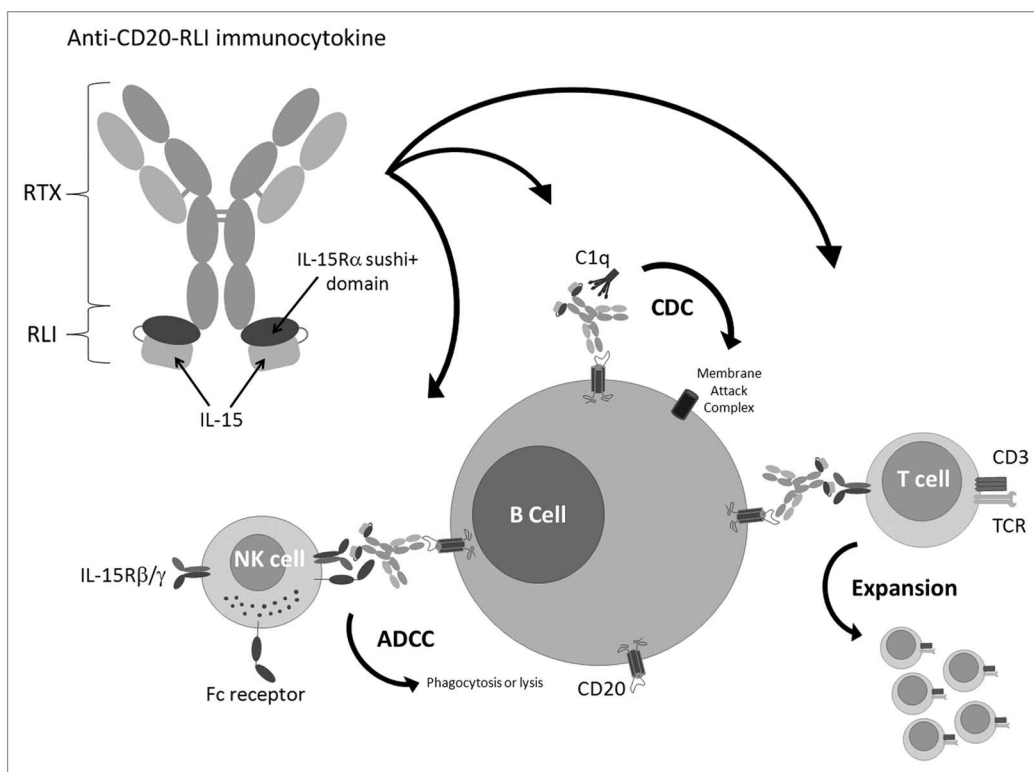 Anti-CD20-RLI immunocytokine
RTX
IL-15Rα sushi+
domain
RLI
IL-15
C1q
CDC
Membrane
Attack
Complex
CD3
T cell
TCR
B Cell
NK cell
IL-15Rβ/γ
Expansion
ADCC
Phagocytosis or lysis
CD20
Fc receptor